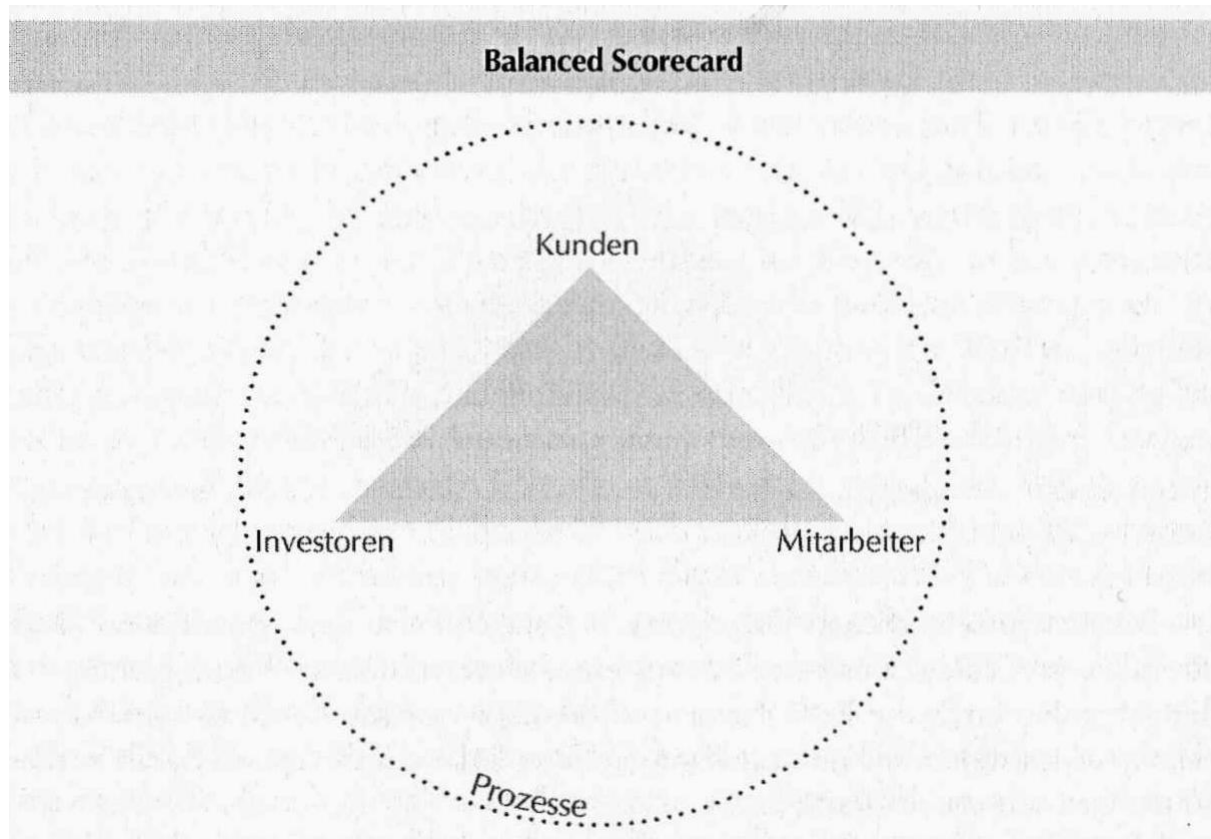 Balanced Scorecard
Kunden
Investoren
Mitarbeiter
Prozesse